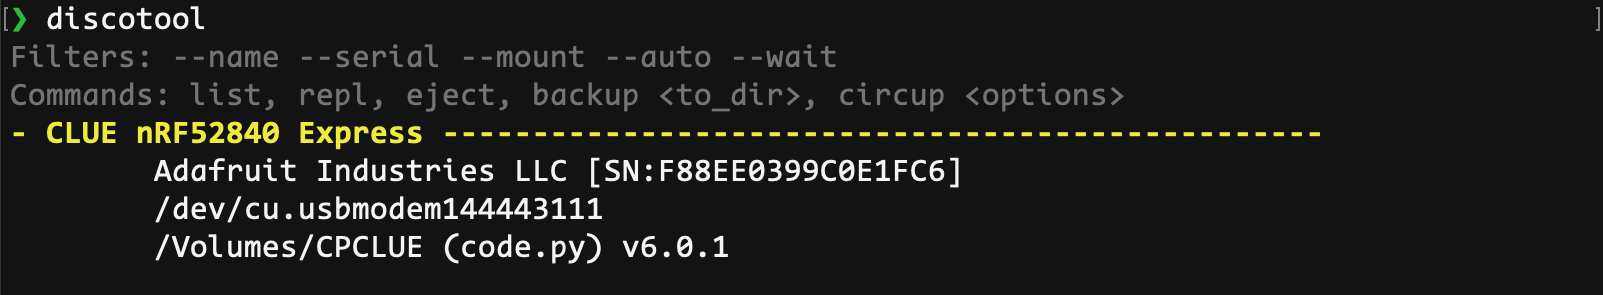 [❯ discotool ]
Filters: --name --serial --mount --auto --wait
Commands: list, repl, eject, backup <to_dir>, circup <options>
- CLUE nRF52840 Express -------------------------------------------------
Adafruit Industries LLC [SN:F88EE0399C0E1FC6]
/dev/cu.usbmodem144443111
/Volumes/CPCLUE (code.py) v6.0.1